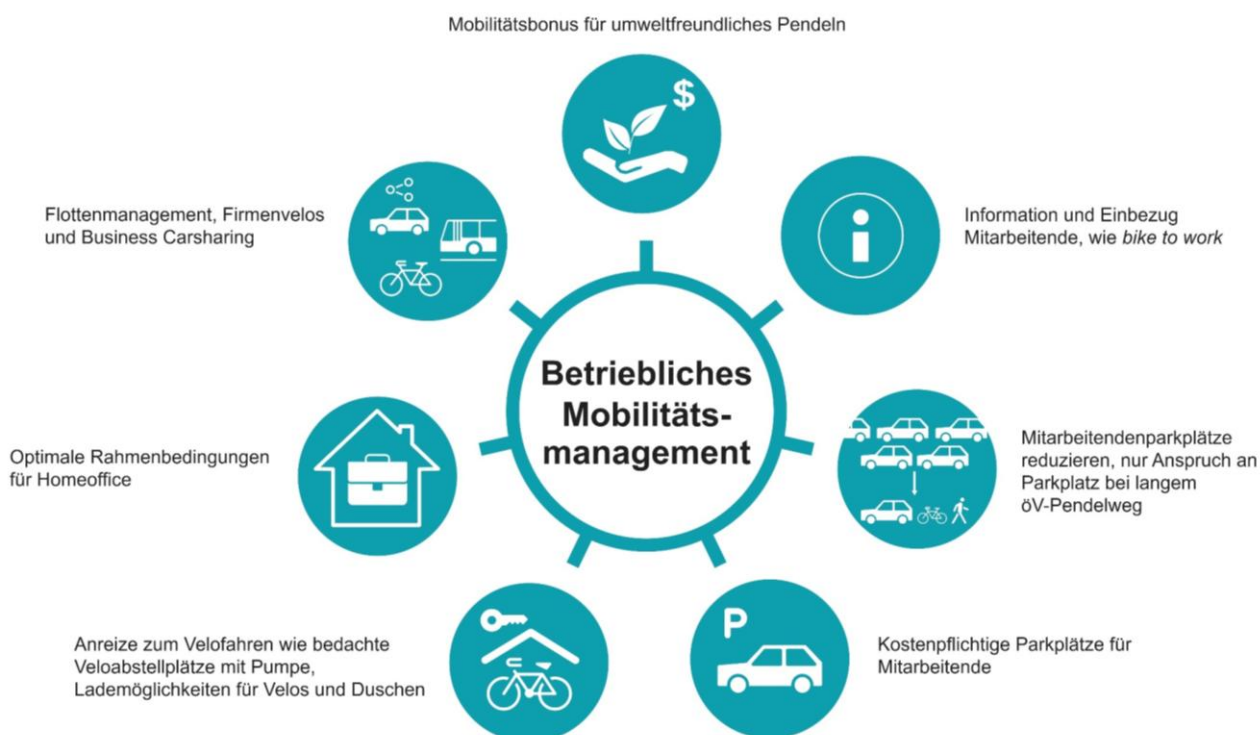 Mobilitätsbonus für umweltfreundliches Pendeln
$
Flottenmanagement, Firmenvelos
und Business Carsharing
i
Information und Einbezug
Mitarbeitende, wie bike to work
Betriebliches
Mobilitäts-
management
Optimale Rahmenbedingungen
für Homeoffice
Mitarbeitendenparkplätze
reduzieren, nur Anspruch an
Parkplatz bei langem
öV-Pendelweg
Anreize zum Velofahren wie bedachte
Veloabstellplätze mit Pumpe,
Lademöglichkeiten für Velos und Duschen
P
Kostenpflichtige Parkplätze für
Mitarbeitende